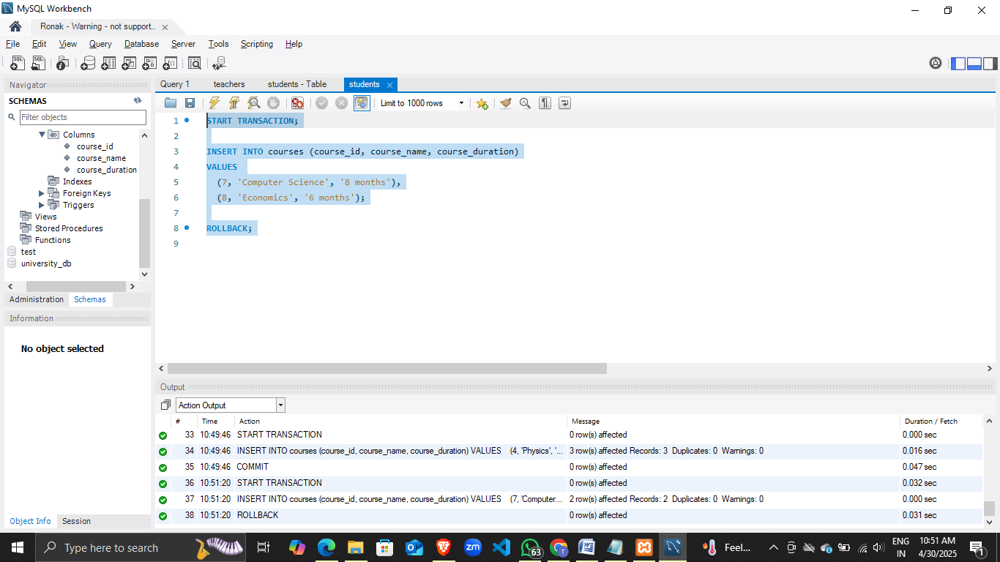 MySQL Workbench
Ronak - Warning - not support...
File Edit View Query Database Server Tools Scripting Help
Navigator
SCHEMAS
Filter objects
Columns
course_id
course_name
course_duration
Indexes
Foreign Keys
Triggers
Views
Stored Procedures
Functions
test
university_db
Administration Schemas
Information
No object selected
Object Info Session
Query 1 teachers students - Table students
Limit to 1000 rows
1 START TRANSACTION;
2
3 INSERT INTO courses (course_id, course_name, course_duration)
4 VALUES
5 (7, 'Computer Science', '8 months'),
6 (8, 'Economics', '6 months');
7
8 ROLLBACK;
9
Output
Action Output
# Time Action Message Duration / Fetch
33 10:49:46 START TRANSACTION 0 row(s) affected 0.000 sec
34 10:49:46 INSERT INTO courses (course_id, course_name, course_duration) VALUES (4, 'Physics', '... 3 row(s) affected Records: 3 Duplicates: 0 Warnings: 0 0.016 sec
35 10:49:46 COMMIT 0 row(s) affected 0.047 sec
36 10:51:20 START TRANSACTION 0 row(s) affected 0.032 sec
37 10:51:20 INSERT INTO courses (course_id, course_name, course_duration) VALUES (7, 'Computer... 2 row(s) affected Records: 2 Duplicates: 0 Warnings: 0 0.000 sec
38 10:51:20 ROLLBACK 0 row(s) affected 0.031 sec
Type here to search
zm
63
T
Feel...
ENG
IN
10:51 AM
4/30/2025
1